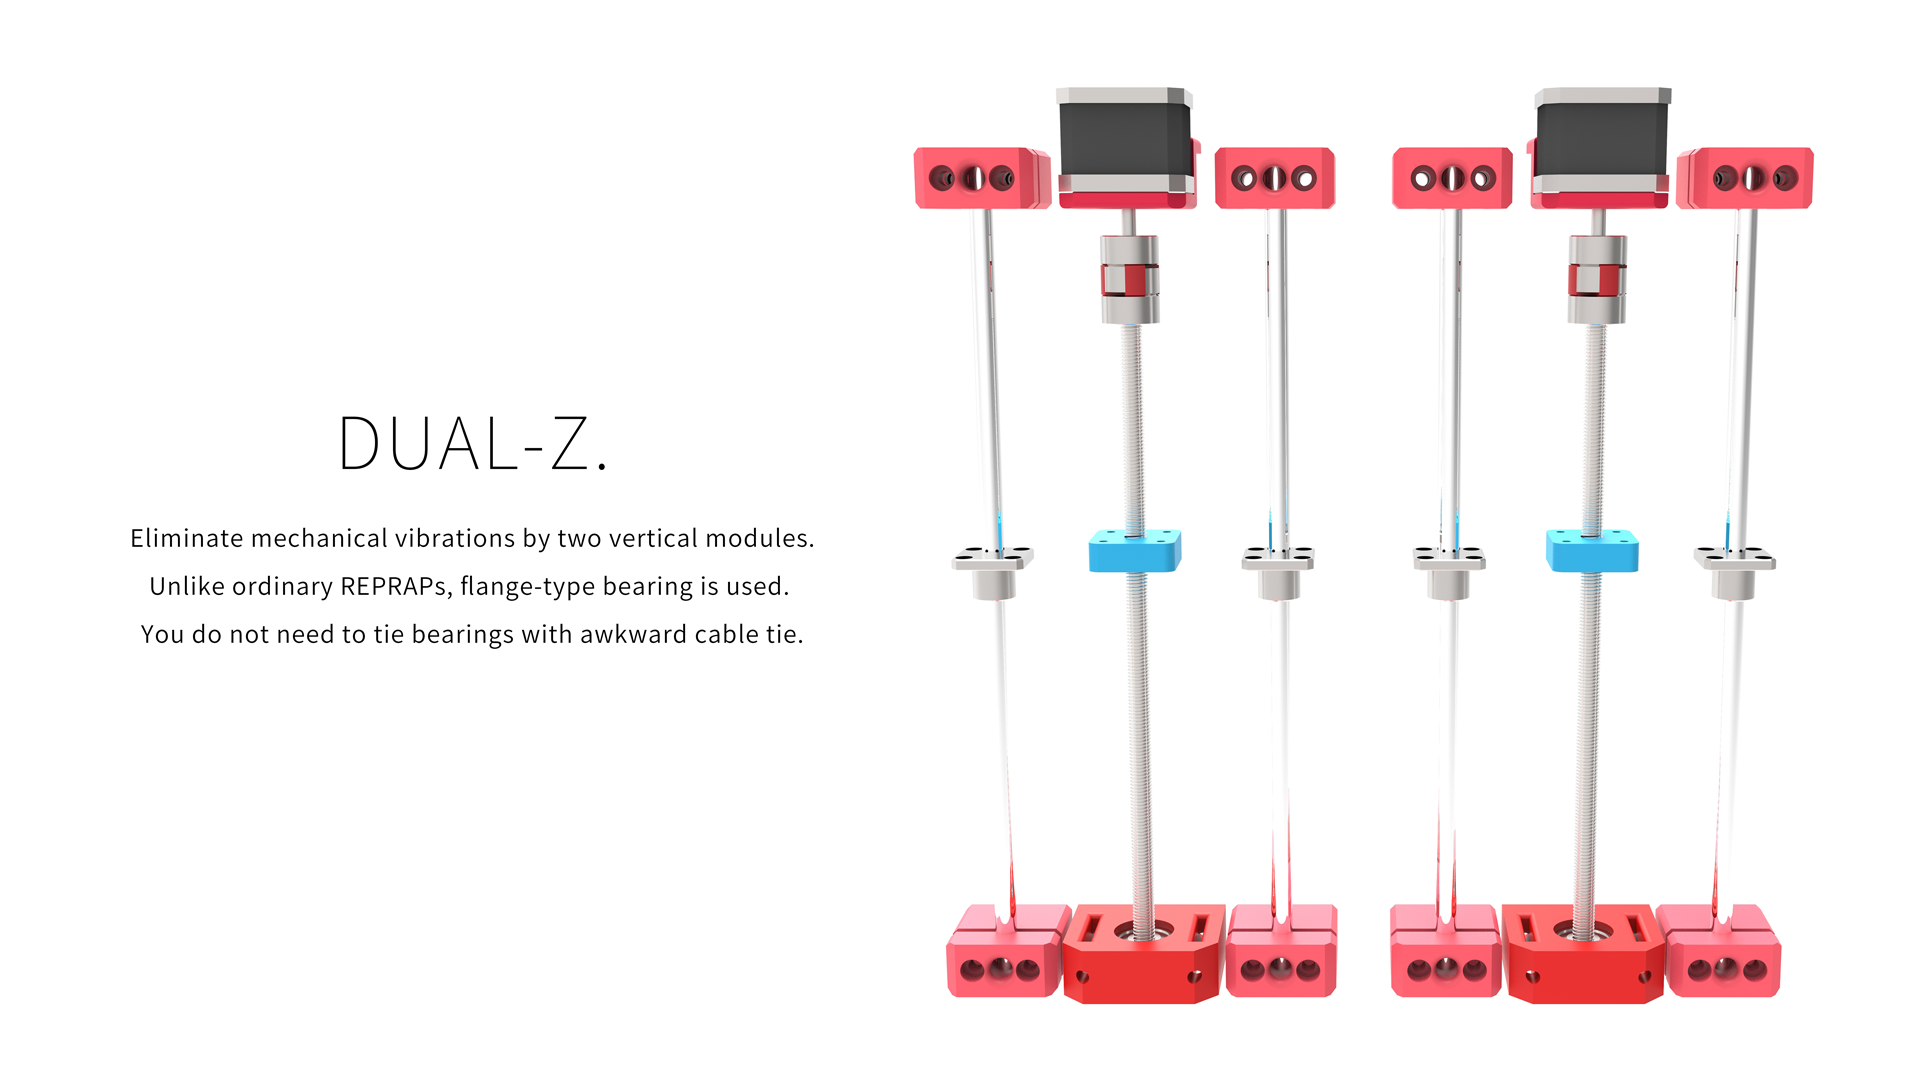 DUAL-Z.
Eliminate mechanical vibrations by two vertical modules.
Unlike ordinary REPRAPs, flange-type bearing is used.
You do not need to tie bearings with awkward cable tie.